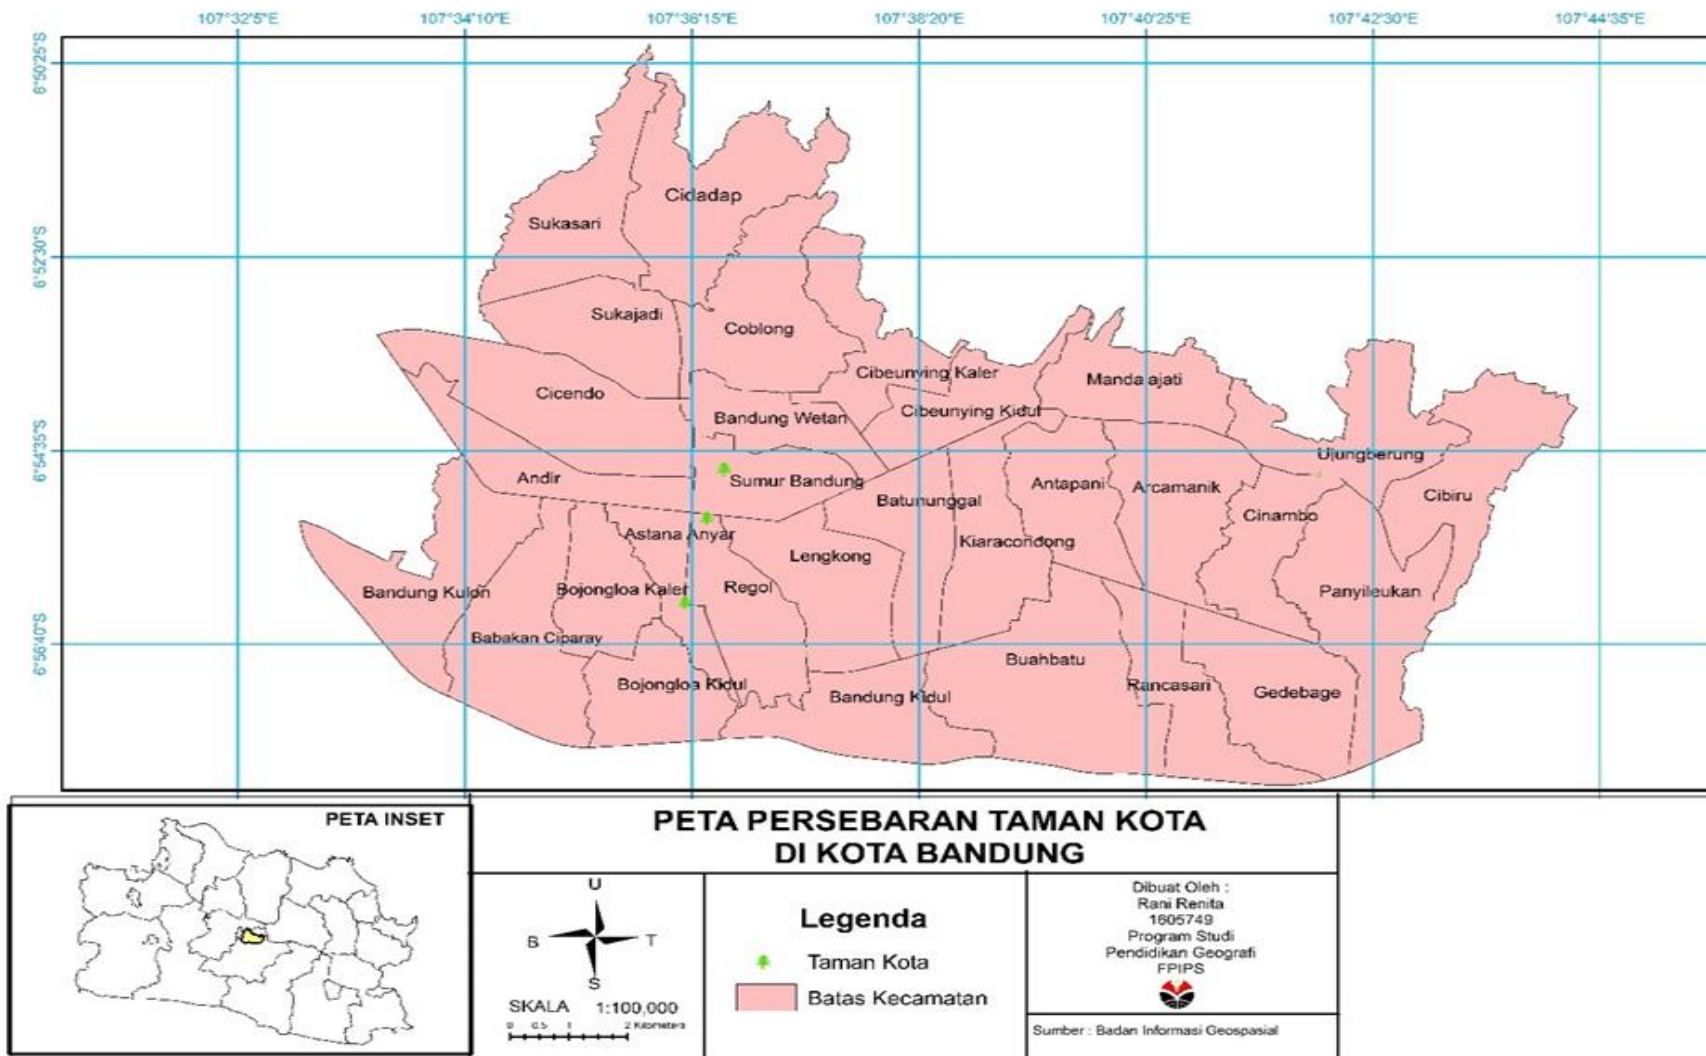 107°32'5"E
107°34'10"E
107°36'15"E
107°38'20"E
107°40'25"E
107°42'30"E
107°44'35"E
6°50'25"S
6°52'30"S
6°54'35"S
6°56'40"S
Cidadap
Sukasari
Sukajadi
Coblong
Cibeunying Kaler
Mandalajati
Cicendo
Bandung Wetan
Cibeunying Kidul
Ujungberung
Andir
Sumur Bandung
Batununggal
Antapani
Arcamanik
Cibiru
Cinambo
Astana Anyar
Lengkong
Kiaracondong
Bandung Kulon
Bojongloa Kaler
Regol
Panyileukan
Babakan Ciparay
Buahbatu
Bojongloa Kidul
Bandung Kidul
Rancasari
Gedebage
PETA INSET
PETA PERSEBARAN TAMAN KOTA
DI KOTA BANDUNG
U
B
T
S
SKALA 1:100,000
0 0.5 1 2 Kilometers
Legenda
Taman Kota
Batas Kecamatan
Dibuat Oleh :
Rani Renita
1605749
Program Studi
Pendidikan Geografi
FPIPS
Sumber : Badan Informasi Geospasial